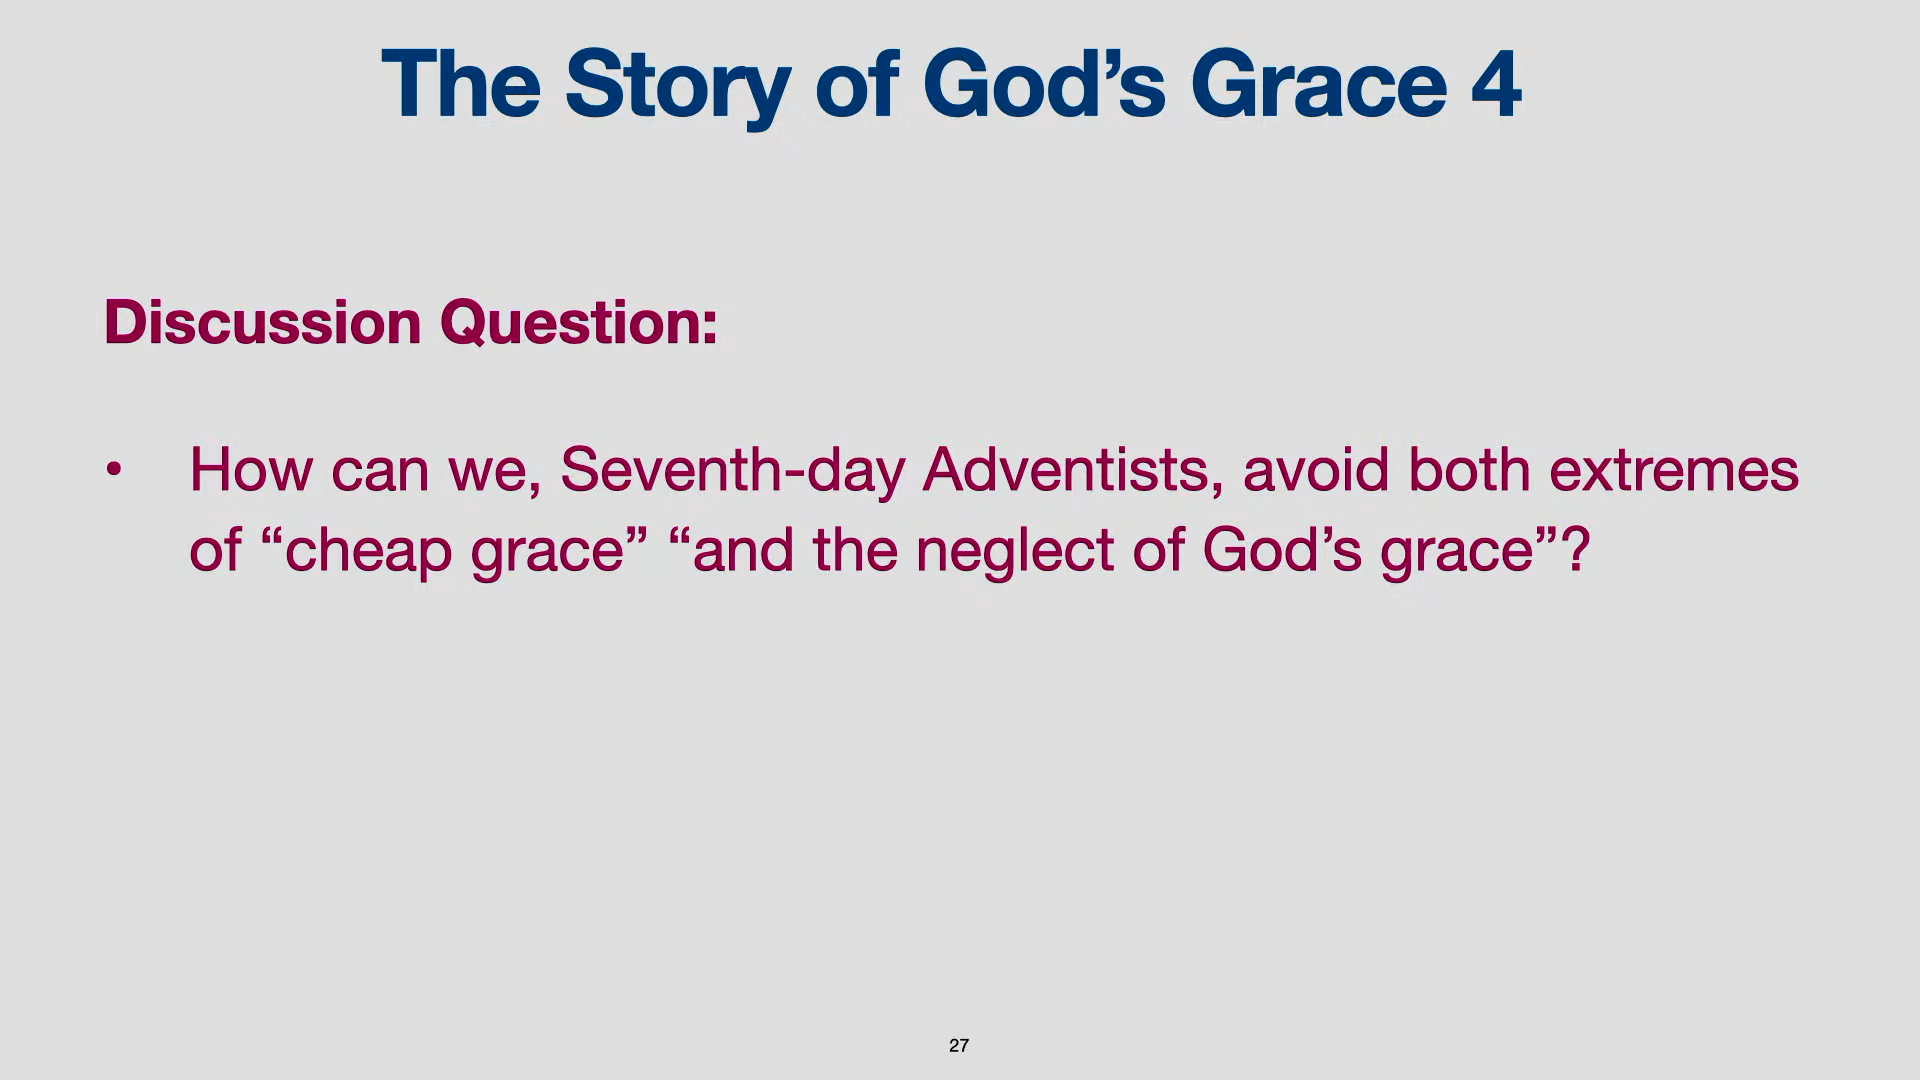 The Story of God’s Grace 4
Discussion Question:
• How can we, Seventh-day Adventists, avoid both extremes
of “cheap grace” “and the neglect of God’s grace”?
27